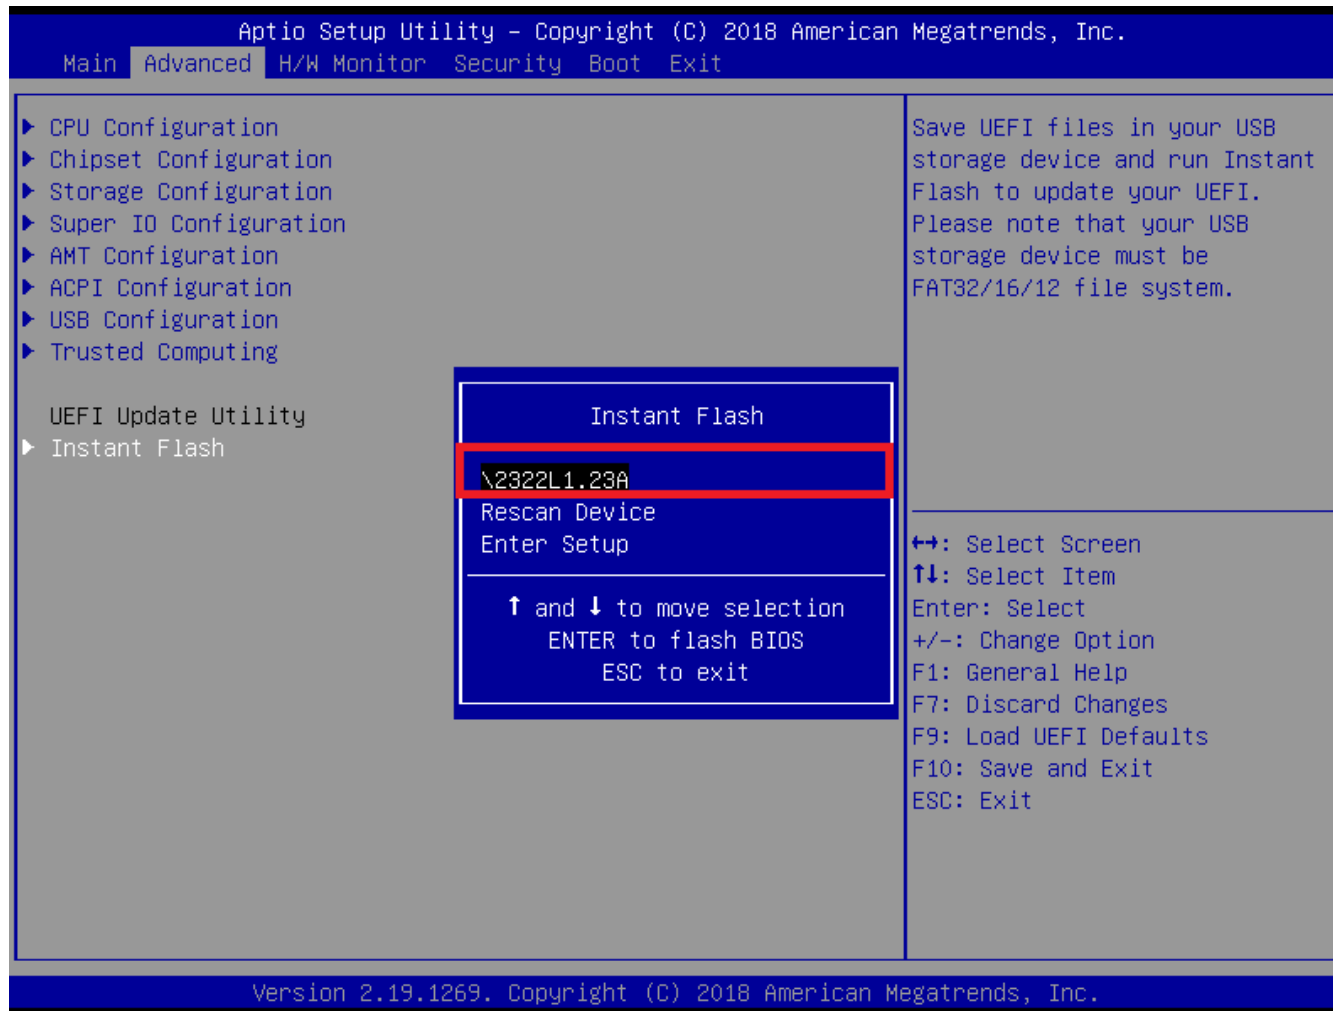 Aptio Setup Utility – Copyright (C) 2018 American Megatrends, Inc.
Main Advanced H/W Monitor Security Boot Exit
CPU Configuration
Chipset Configuration
Storage Configuration
Super IO Configuration
AMT Configuration
ACPI Configuration
USB Configuration
Trusted Computing
UEFI Update Utility
Instant Flash
Instant Flash
\2322L1.23A
Rescan Device
Enter Setup
↑ and ↓ to move selection
ENTER to flash BIOS
ESC to exit
Save UEFI files in your USB
storage device and run Instant
Flash to update your UEFI.
Please note that your USB
storage device must be
FAT32/16/12 file system.
↔: Select Screen
↑↓: Select Item
Enter: Select
+/-: Change Option
F1: General Help
F7: Discard Changes
F9: Load UEFI Defaults
F10: Save and Exit
ESC: Exit
Version 2.19.1269. Copyright (C) 2018 American Megatrends, Inc.